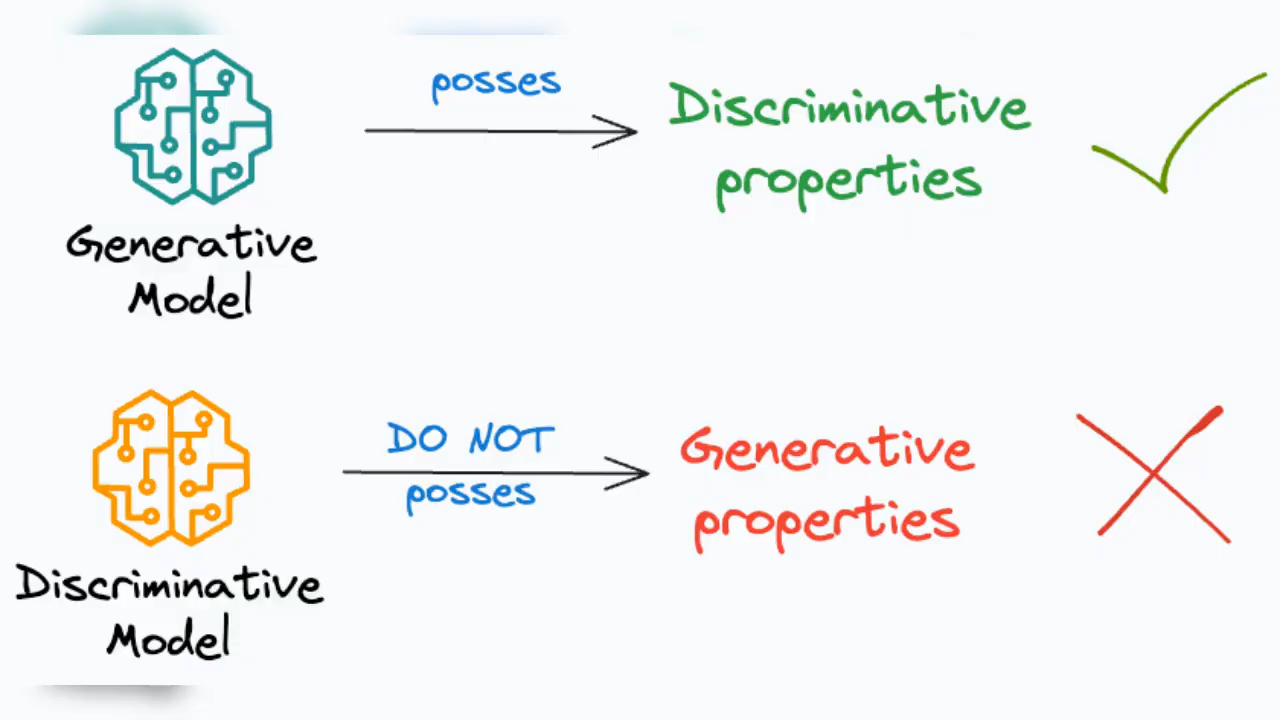 posses
Discriminative
properties
Generative
Model
DO NOT
posses
Generative
properties
Discriminative
Model